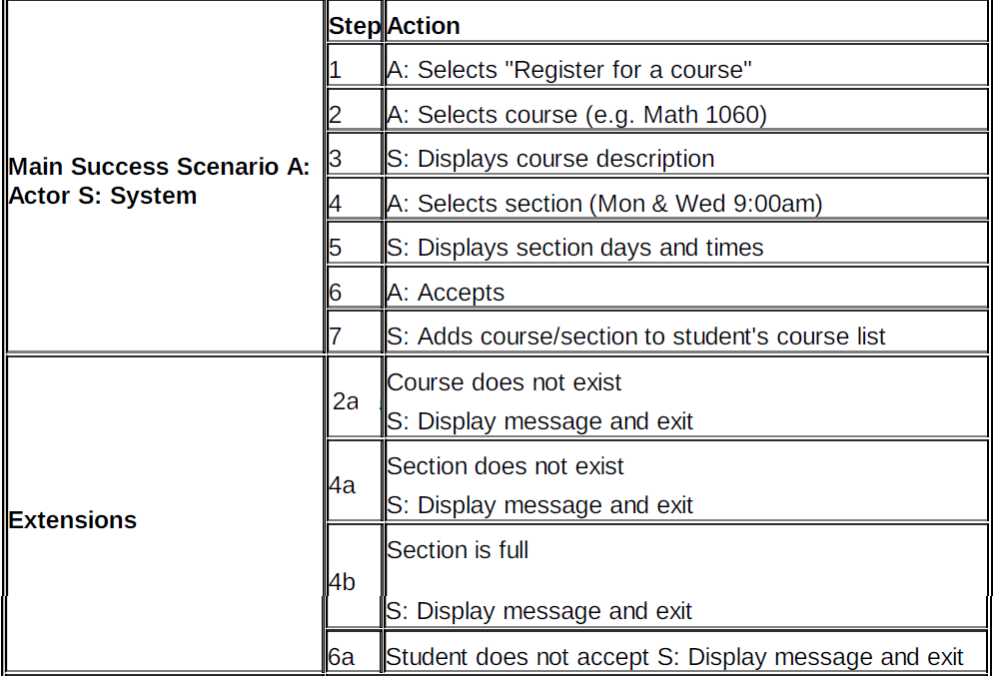 Step Action
Main Success Scenario A:
Actor S: System
1 A: Selects "Register for a course"
2 A: Selects course (e.g. Math 1060)
3 S: Displays course description
4 A: Selects section (Mon & Wed 9:00am)
5 S: Displays section days and times
6 A: Accepts
7 S: Adds course/section to student's course list
Extensions
2a Course does not exist
S: Display message and exit
4a Section does not exist
S: Display message and exit
4b Section is full
S: Display message and exit
6a Student does not accept S: Display message and exit